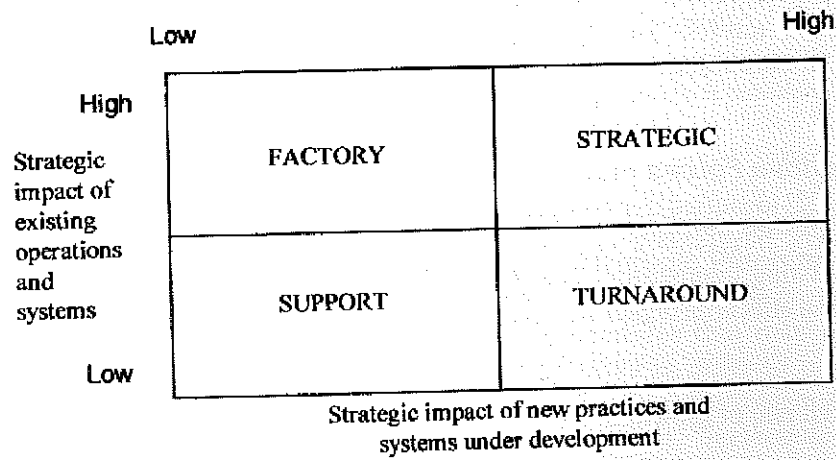 Low
High
High
FACTORY
STRATEGIC
Strategic
impact of
existing
operations
and
systems
SUPPORT
TURNAROUND
Low
Strategic impact of new practices and
systems under development